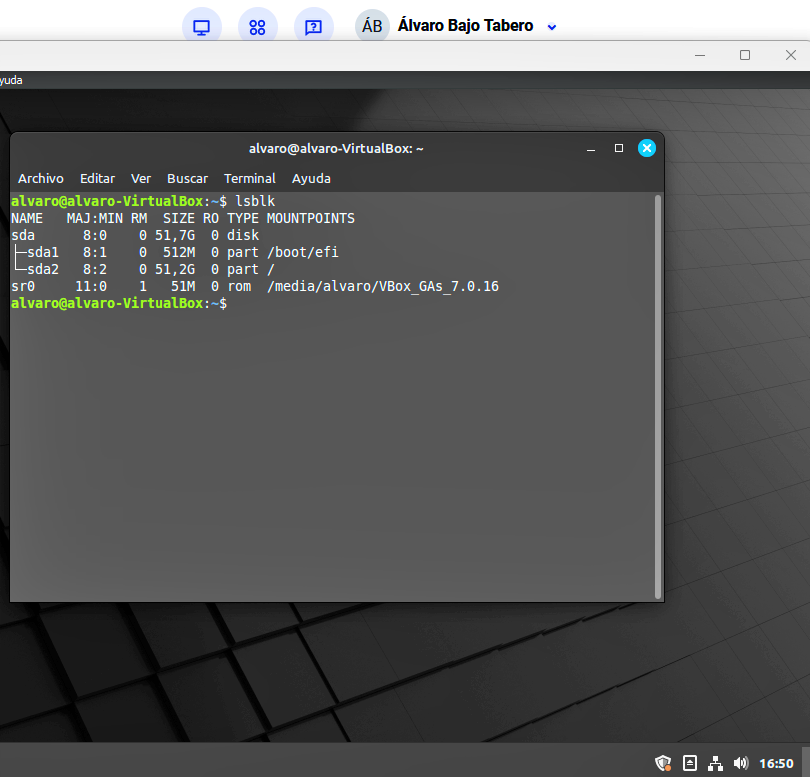 ÁB Álvaro Bajo Tabero
yuda
alvaro@alvaro-VirtualBox: ~
Archivo Editar Ver Buscar Terminal Ayuda
alvaro@alvaro-VirtualBox:~$ lsblk
NAME   MAJ:MIN RM  SIZE RO TYPE MOUNTPOINTS
sda      8:0    0 51,7G  0 disk
├─sda1   8:1    0  512M  0 part /boot/efi
└─sda2   8:2    0 51,2G  0 part /
sr0     11:0    1   51M  0 rom  /media/alvaro/VBox_GAs_7.0.16
alvaro@alvaro-VirtualBox:~$
16:50